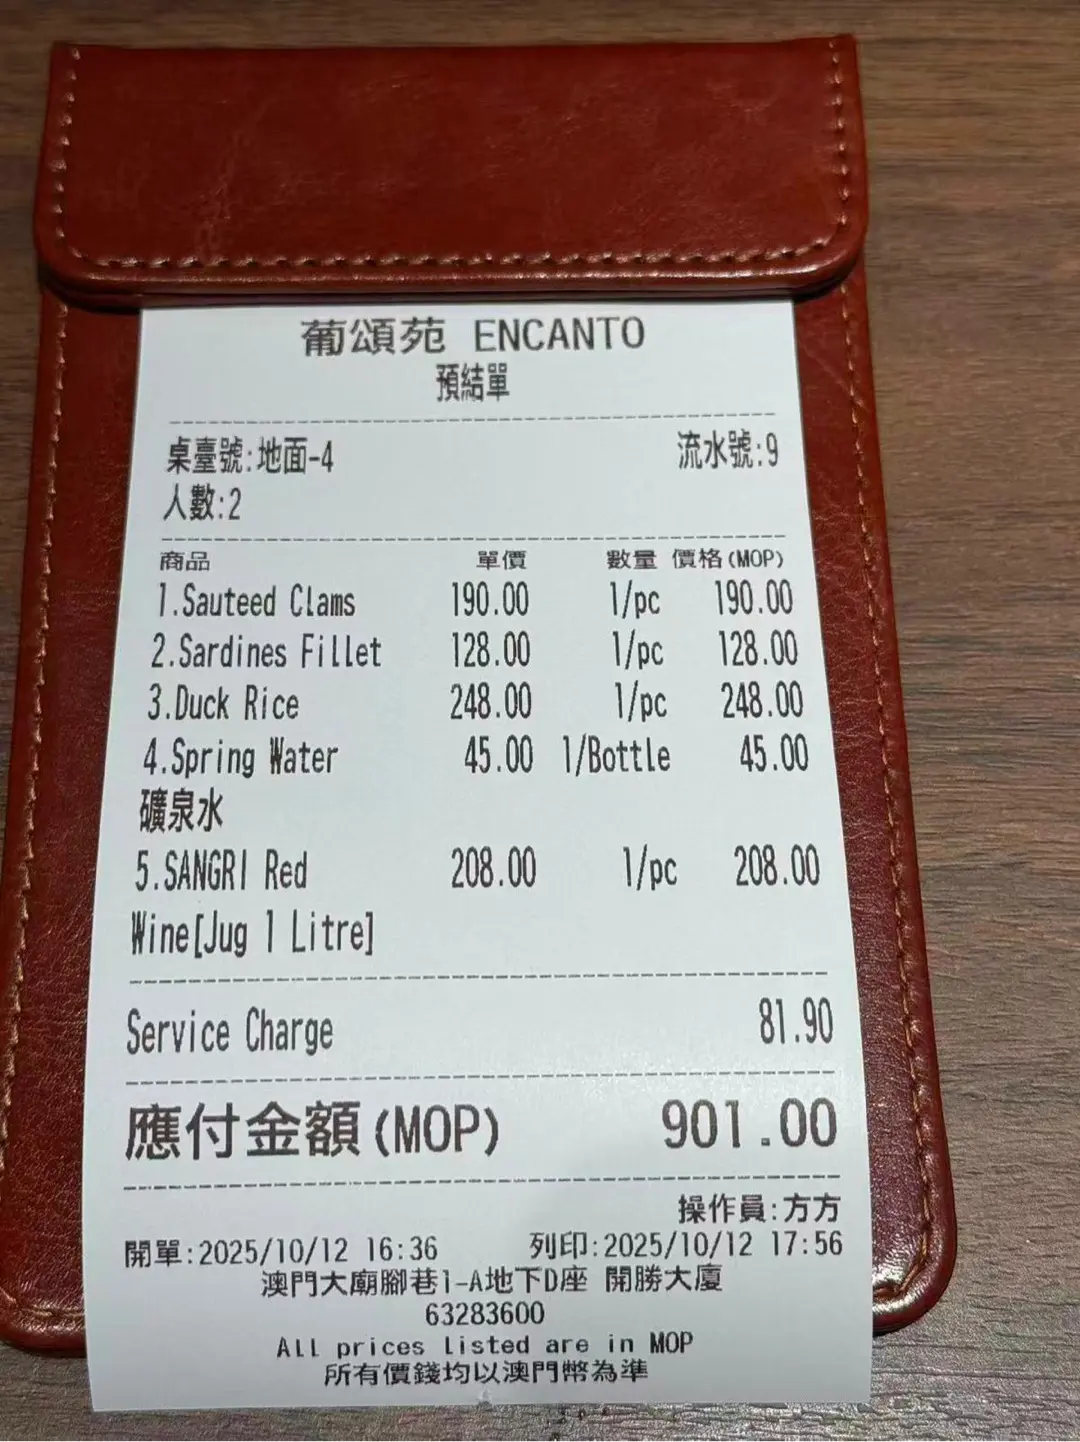 葡頌苑 ENCANTO
預結單
桌臺號:地面-4 流水號:9
人數:2
商品 單價 數量 價格(MOP)
1.Sauteed Clams 190.00 1/pc 190.00
2.Sardines Fillet 128.00 1/pc 128.00
3.Duck Rice 248.00 1/pc 248.00
4.Spring Water 45.00 1/Bottle 45.00
礦泉水
5.SANGRI Red 208.00 1/pc 208.00
Wine[Jug 1 Litre]
Service Charge 81.90
應付金額(MOP) 901.00
操作員:方方
開單:2025/10/12 16:36 列印:2025/10/12 17:56
澳門大廟腳巷1-A地下D座 開勝大廈
63283600
All prices listed are in MOP
所有價錢均以澳門幣為準